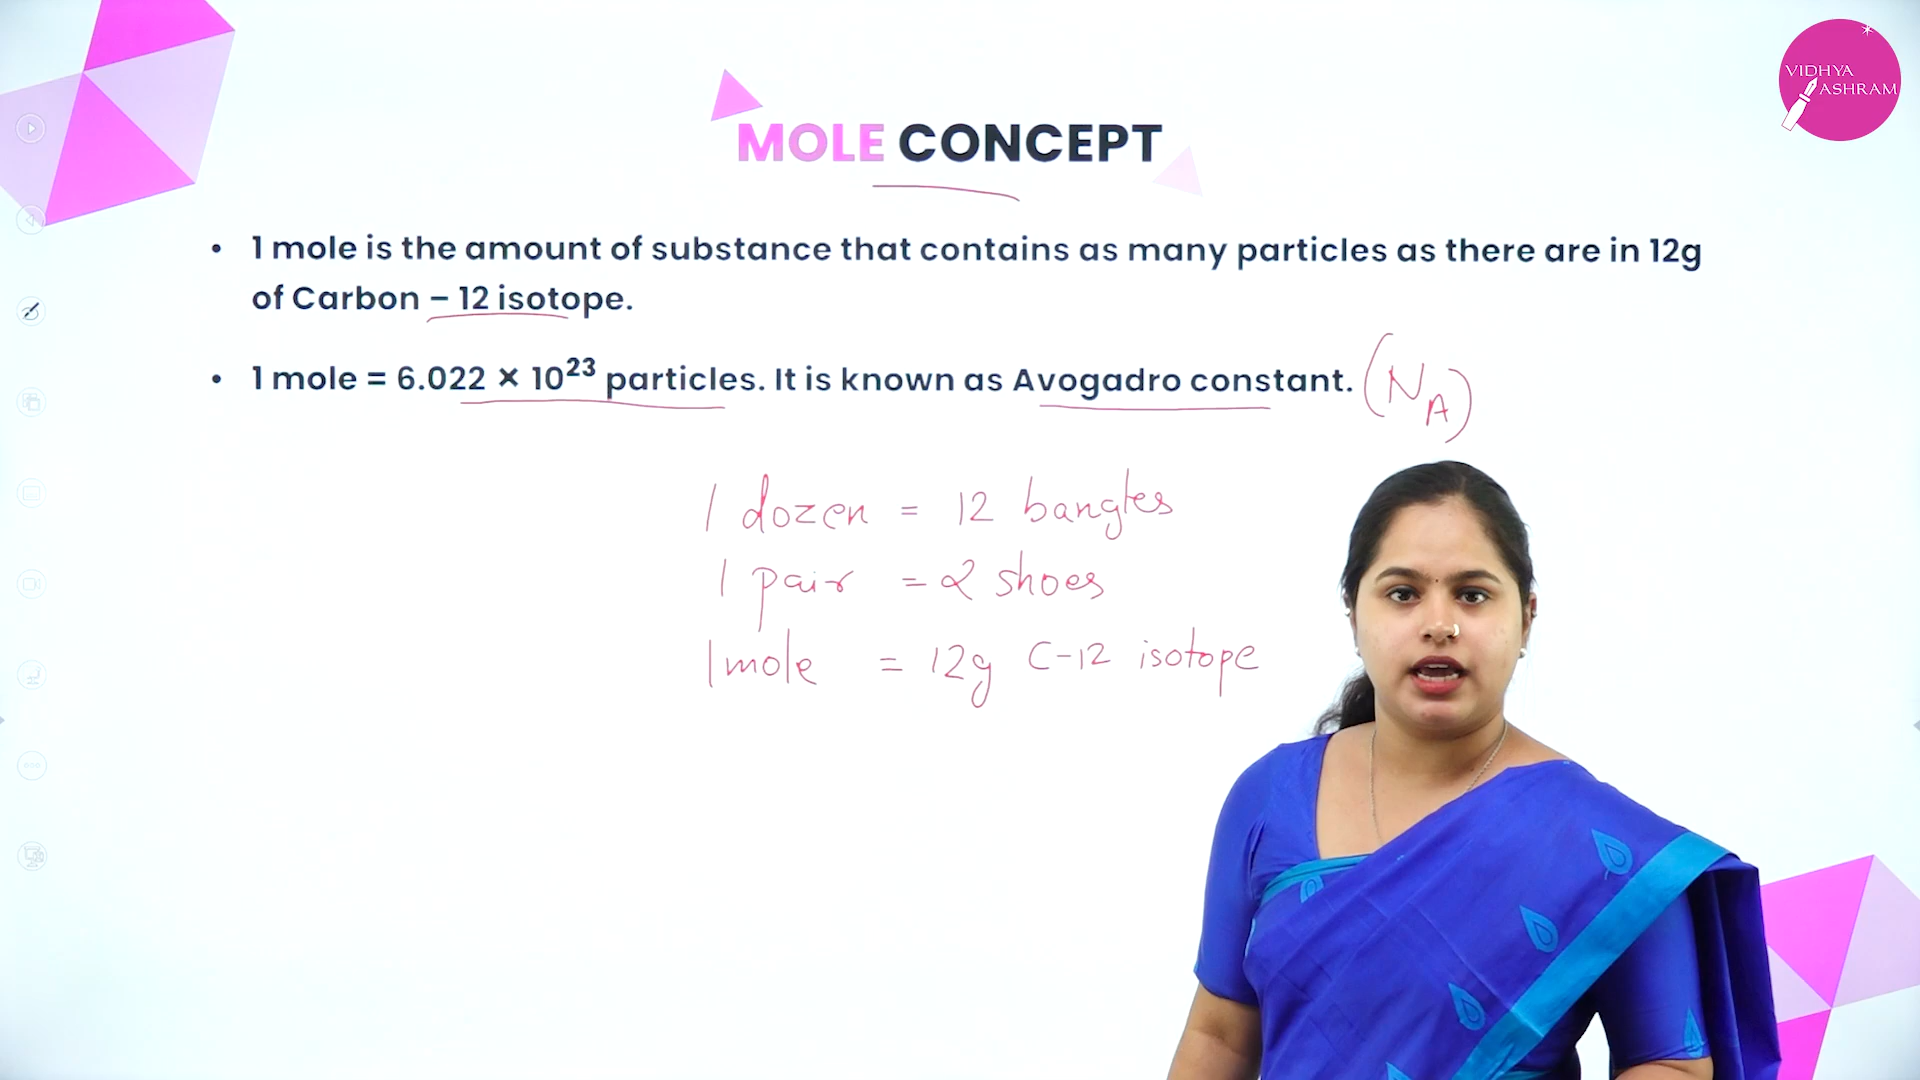 VIDHYA
ASHRAM
MOLE CONCEPT
• 1 mole is the amount of substance that contains as many particles as there are in 12g
of Carbon – 12 isotope.
• 1 mole = 6.022 × 10²³ particles. It is known as Avogadro constant. (N_A)
1 dozen = 12 bangles
1 pair = 2 shoes
1 mole = 12g C-12 isotope